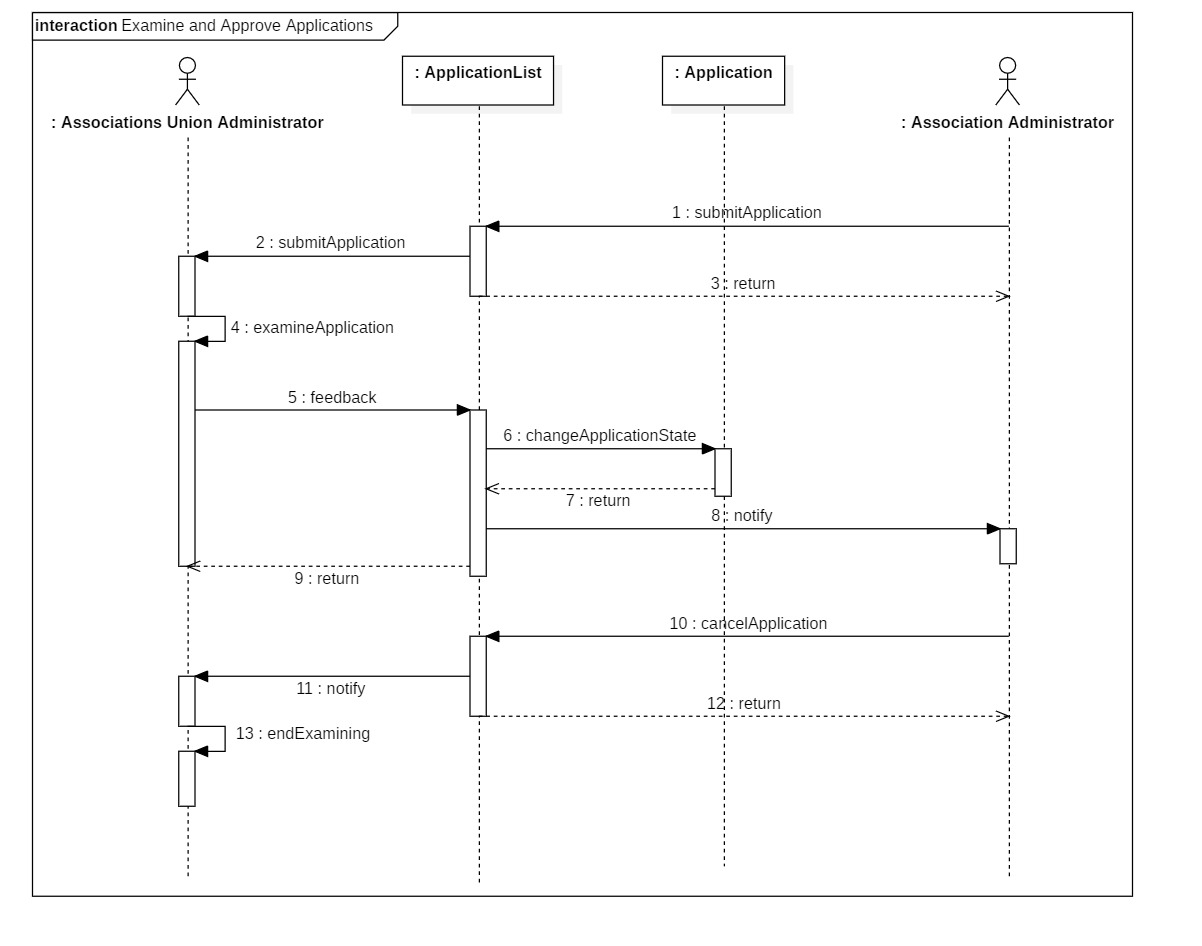 interaction Examine and Approve Applications
: ApplicationList
: Application
: Associations Union Administrator
: Association Administrator
1 : submitApplication
2 : submitApplication
3 : return
4 : examineApplication
5 : feedback
6 : changeApplicationState
7 : return
8 : notify
9 : return
10 : cancelApplication
11 : notify
12 : return
13 : endExamining